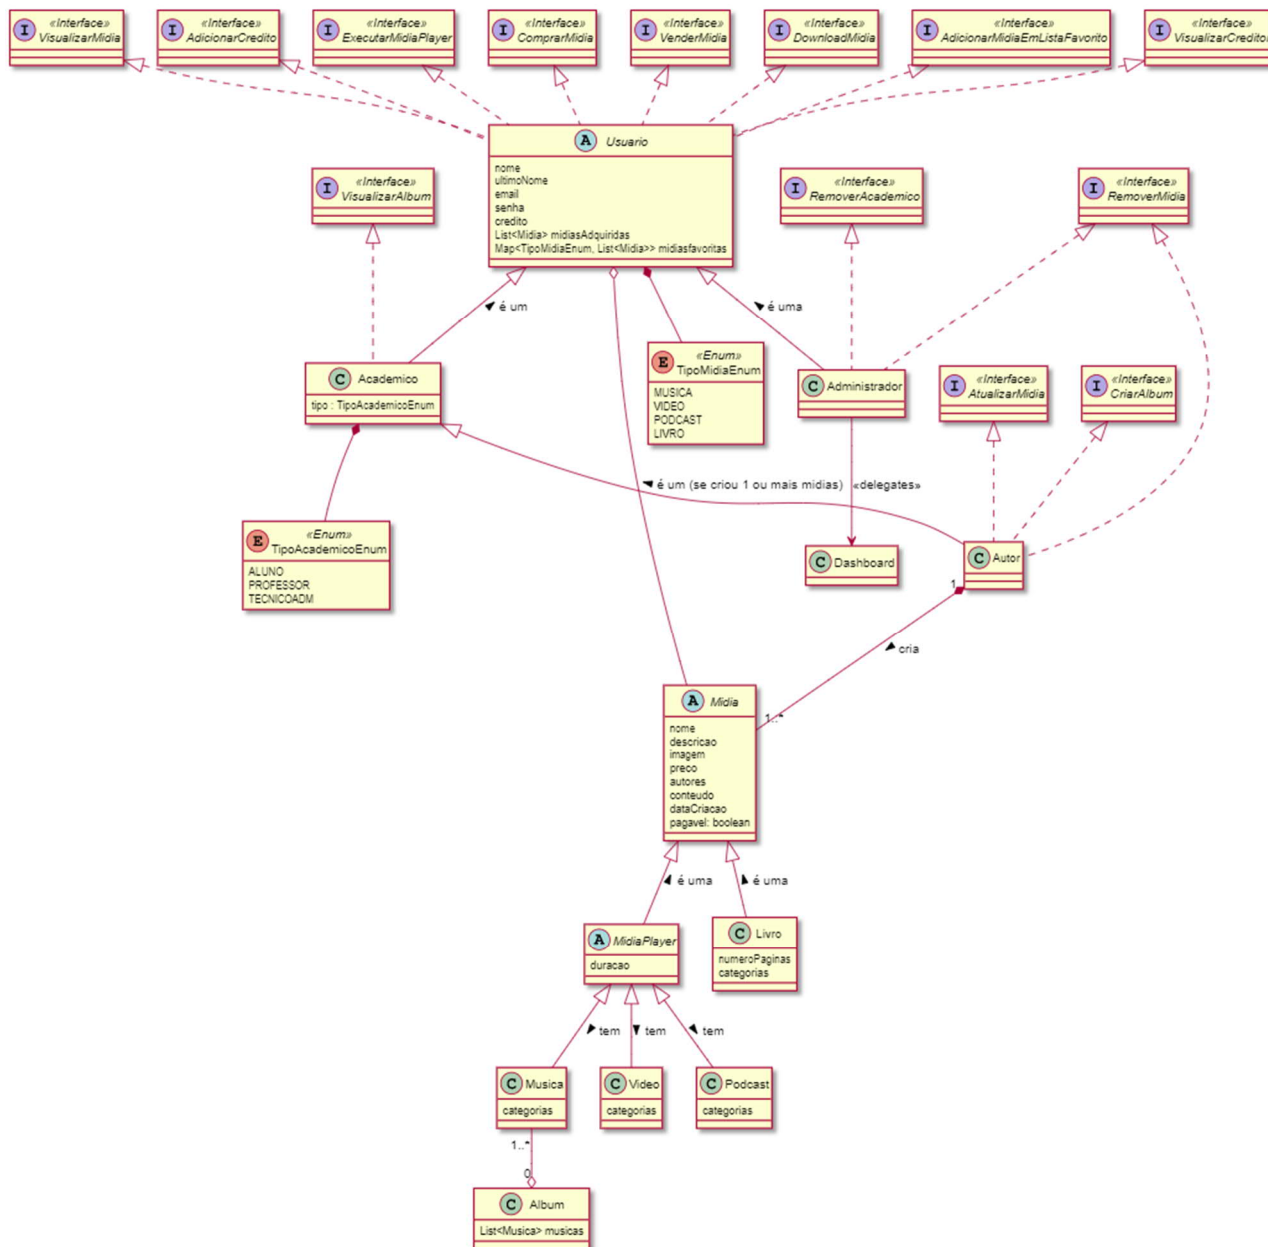 I «Interface»
VisualizarMidia
I «Interface»
AdicionarCredito
I «Interface»
ExecutarMidiaPlayer
I «Interface»
ComprarMidia
I «Interface»
VenderMidia
I «Interface»
DownloadMidia
I «Interface»
AdicionarMidiaEmListaFavorito
I «Interface»
VisualizarCreditos
A Usuario
nome
ultimoNome
email
senha
credito
List<Midia> midiasAdquiridas
Map<TipoMidiaEnum, List<Midia>> midiasfavoritas
I «Interface»
VisualizarAlbum
I «Interface»
RemoverAcademico
I «Interface»
RemoverMidia
é um
é uma
C Academico
tipo : TipoAcademicoEnum
E «Enum»
TipoMidiaEnum
MUSICA
VIDEO
PODCAST
LIVRO
C Administrador
I «Interface»
AtualizarMidia
I «Interface»
CriarAlbum
é um (se criou 1 ou mais midias)
«delegates»
E «Enum»
TipoAcademicoEnum
ALUNO
PROFESSOR
TECNICOADM
C Dashboard
C Autor
1
cria
1..*
A Midia
nome
descricao
imagem
preco
autores
conteudo
dataCriacao
pagavel: boolean
é uma
é uma
A MidiaPlayer
duracao
C Livro
numeroPaginas
categorias
tem
tem
tem
C Musica
categorias
C Video
categorias
C Podcast
categorias
1..*
0
C Album
List<Musica> musicas